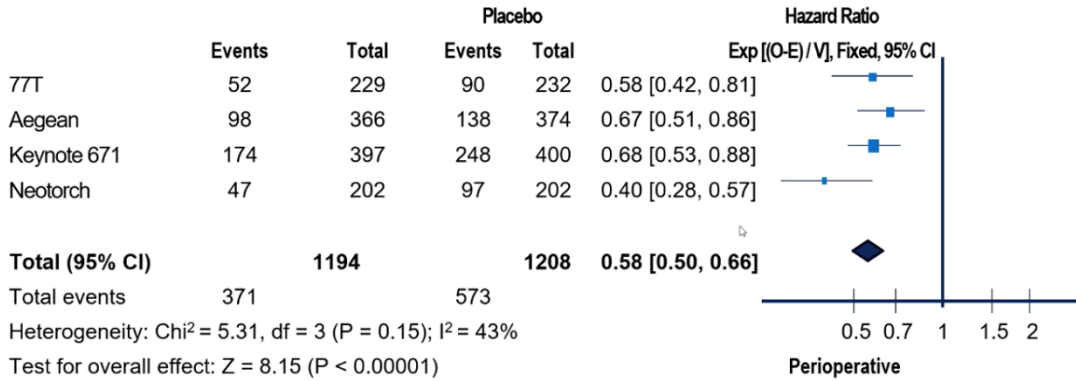 Placebo Hazard Ratio
Events Total Events Total Exp [(O-E) / V], Fixed, 95% CI
77T 52 229 90 232 0.58 [0.42, 0.81]
Aegean 98 366 138 374 0.67 [0.51, 0.86]
Keynote 671 174 397 248 400 0.68 [0.53, 0.88]
Neotorch 47 202 97 202 0.40 [0.28, 0.57]
Total (95% CI) 1194 1208 0.58 [0.50, 0.66]
Total events 371 573
Heterogeneity: Chi² = 5.31, df = 3 (P = 0.15); I² = 43%
0.5 0.7 1 1.5 2
Test for overall effect: Z = 8.15 (P < 0.00001)
Perioperative